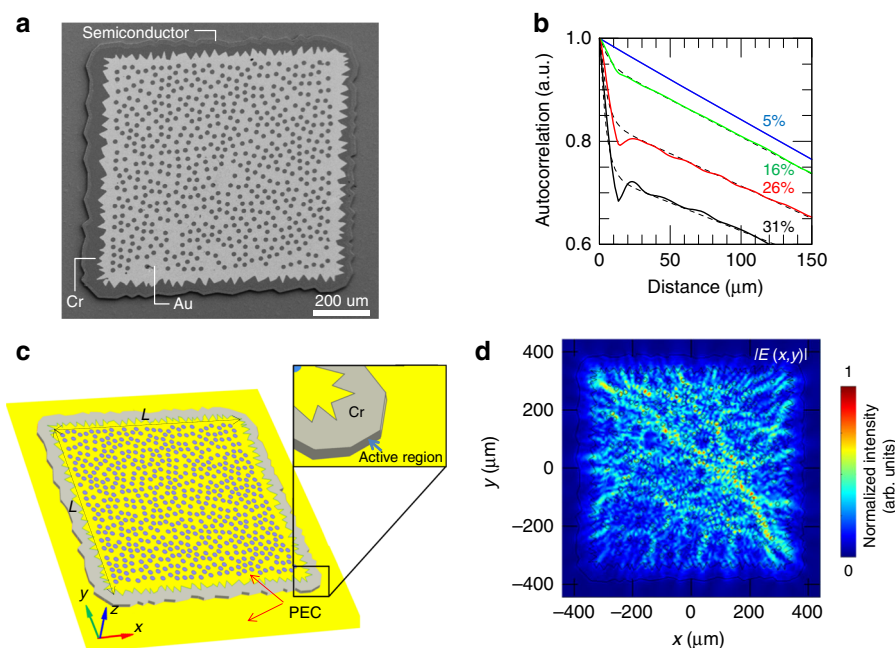 a
Semiconductor
Cr
Au
200 um
b
Autocorrelation (a.u.)
1.0
0.8
0.6
5%
16%
26%
31%
0
50
100
150
Distance (μm)
c
L
L
Cr
Active region
PEC
y
z
x
d
|E (x,y)|
y (μm)
400
200
0
−200
−400
−400
−200
0
200
400
x (μm)
1
0
Normalized intensity
(arb. units)